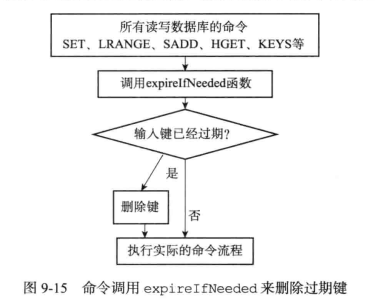 所有读写数据库的命令
SET、LRANGE、SADD、HGET、KEYS等
调用expireIfNeeded函数
输入键已经过期?
是
删除键
否
执行实际的命令流程
图 9-15 命令调用 expireIfNeeded 来删除过期键